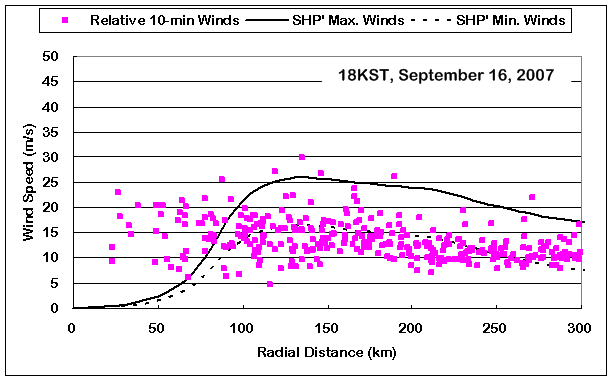 Relative 10-min Winds SHP' Max. Winds SHP' Min. Winds
18KST, September 16, 2007
Wind Speed (m/s)
50
45
40
35
30
25
20
15
10
5
0
0 50 100 150 200 250 300
Radial Distance (km)